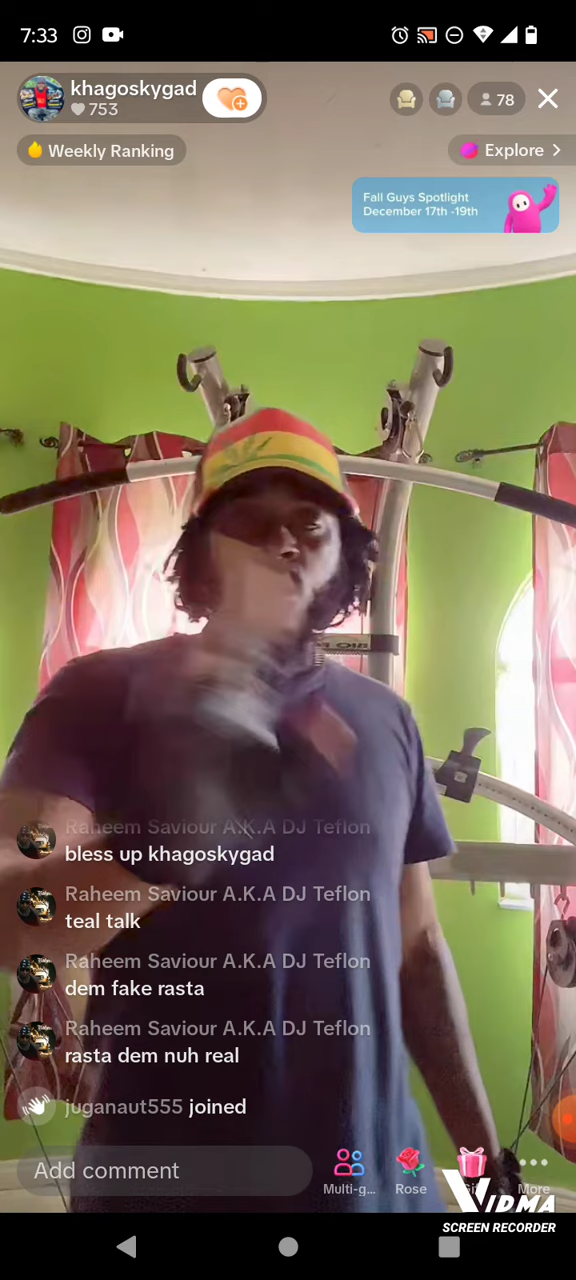 7:33
khagoskygad
753
78
Weekly Ranking
Explore
Fall Guys Spotlight
December 17th -19th
Raheem Saviour A.K.A DJ Teflon
bless up khagoskygad
Raheem Saviour A.K.A DJ Teflon
teal talk
Raheem Saviour A.K.A DJ Teflon
dem fake rasta
Raheem Saviour A.K.A DJ Teflon
rasta dem nuh real
juganaut555 joined
Add comment
Multi-g...
Rose
More
VIDMA
SCREEN RECORDER